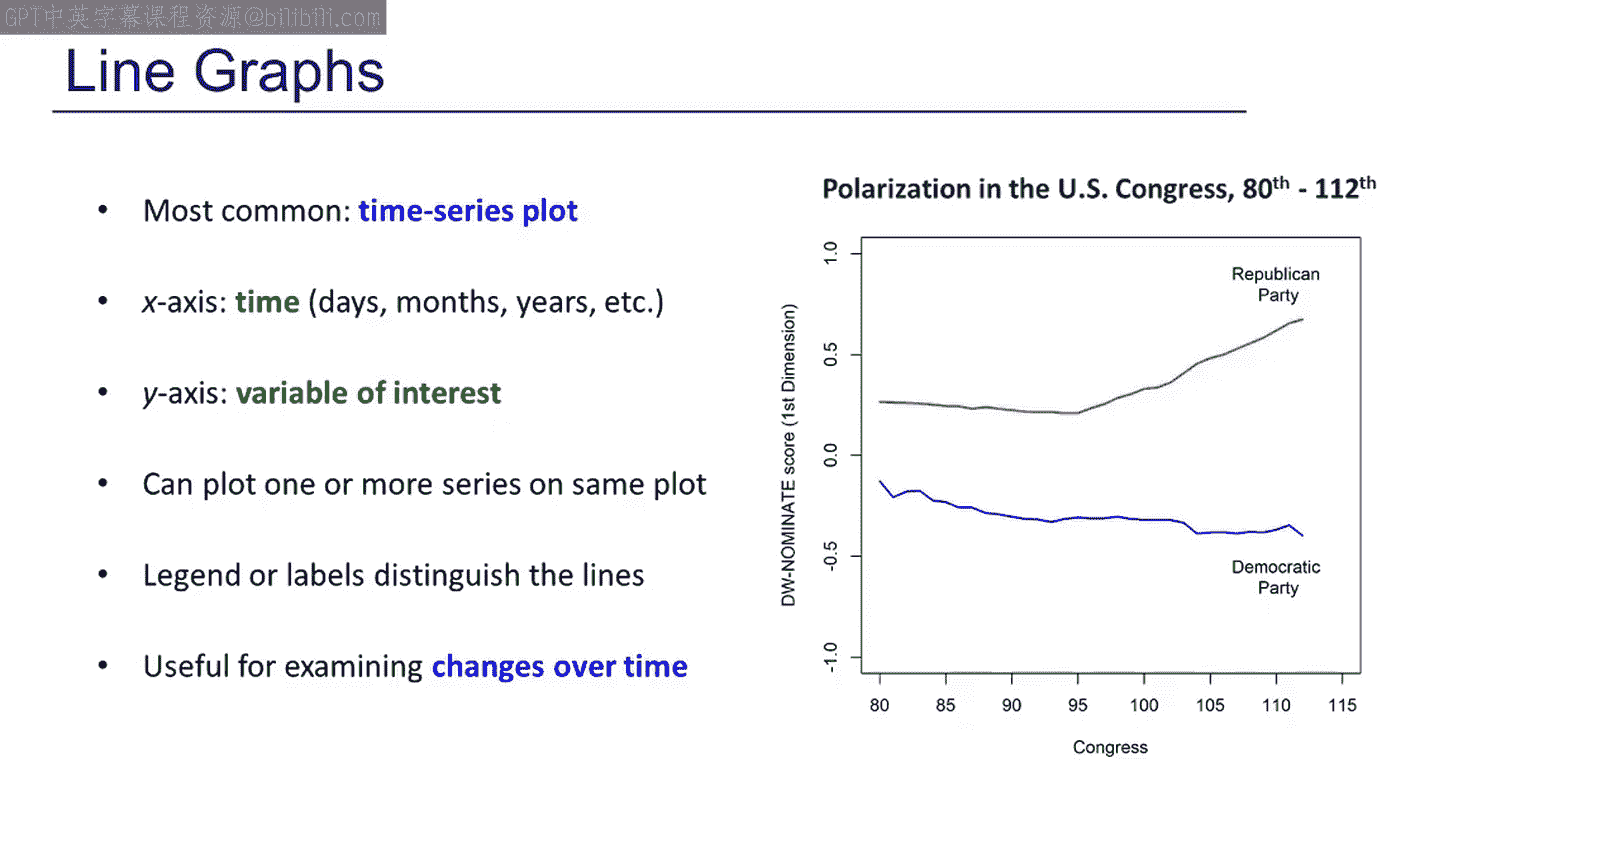 GPT中英字幕课程资源@bilibili.com
Line Graphs
• Most common: time-series plot
• x-axis: time (days, months, years, etc.)
• y-axis: variable of interest
• Can plot one or more series on same plot
• Legend or labels distinguish the lines
• Useful for examining changes over time
Polarization in the U.S. Congress, 80th - 112th
DW-NOMINATE score (1st Dimension)
1.0
0.5
0.0
-0.5
-1.0
Republican
Party
Democratic
Party
80 85 90 95 100 105 110 115
Congress